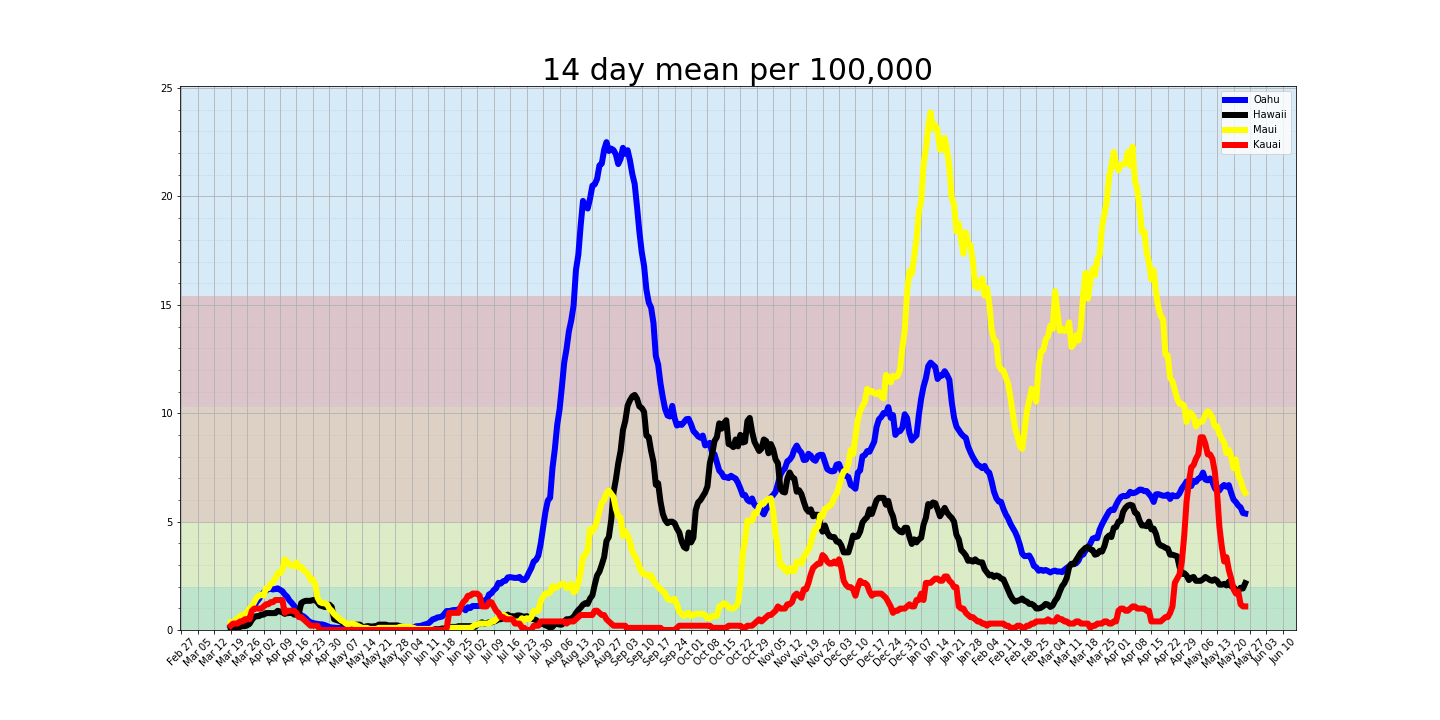 14 day mean per 100,000
25
20
15
10
5
0
Oahu
Hawaii
Maui
Kauai
Feb 27
Mar 05
Mar 12
Mar 19
Mar 26
Apr 02
Apr 09
Apr 16
Apr 23
Apr 30
May 07
May 14
May 21
May 28
Jun 04
Jun 11
Jun 18
Jun 25
Jul 02
Jul 09
Jul 16
Jul 23
Jul 30
Aug 06
Aug 13
Aug 20
Aug 27
Sep 03
Sep 10
Sep 17
Sep 24
Oct 01
Oct 08
Oct 15
Oct 22
Oct 29
Nov 05
Nov 12
Nov 19
Nov 26
Dec 03
Dec 10
Dec 17
Dec 24
Dec 31
Jan 07
Jan 14
Jan 21
Jan 28
Feb 04
Feb 11
Feb 18
Feb 25
Mar 04
Mar 11
Mar 18
Mar 25
Apr 01
Apr 08
Apr 15
Apr 22
Apr 29
May 06
May 13
May 20
May 27
Jun 03
Jun 10